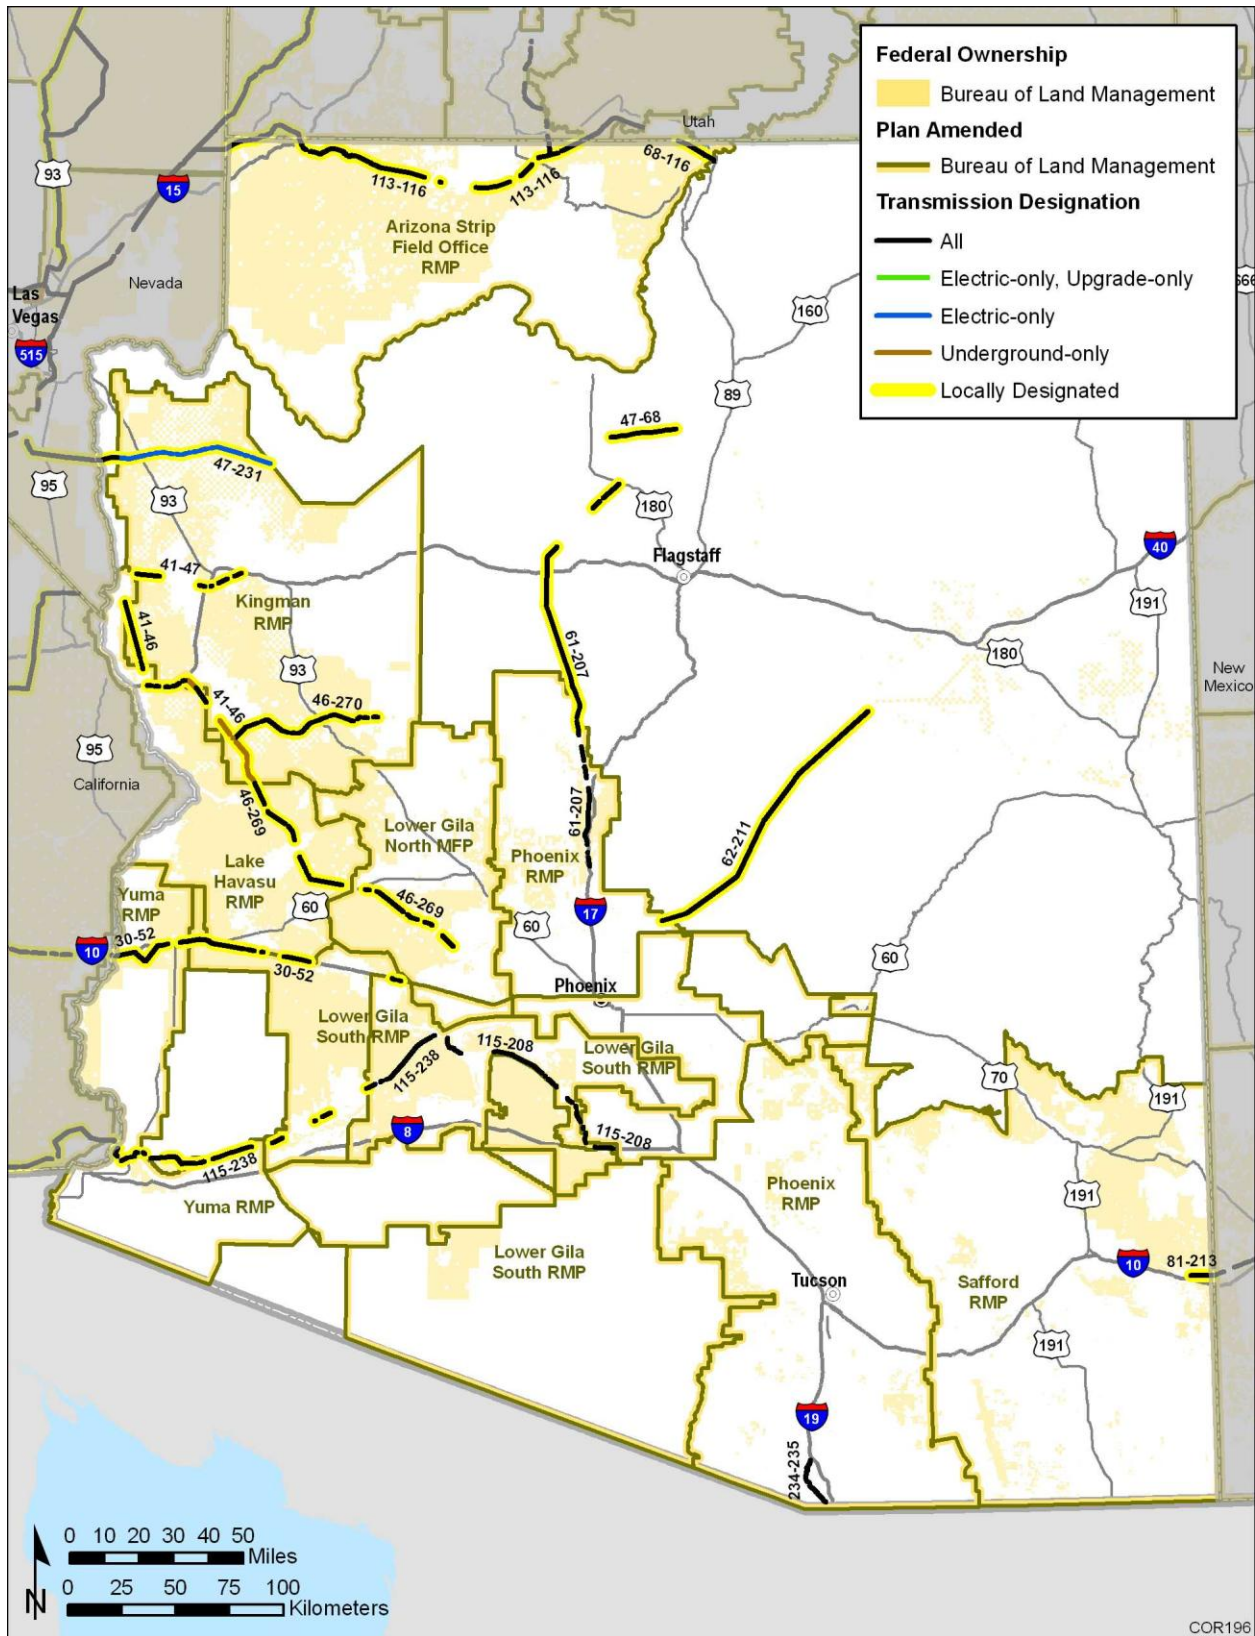 Federal Ownership
Bureau of Land Management
Plan Amended
Bureau of Land Management
Transmission Designation
All
Electric-only, Upgrade-only
Electric-only
Underground-only
Locally Designated
Utah
93
15
113-116
113-116
68-116
Arizona Strip
Field Office
RMP
Nevada
Las
Vegas
515
160
666
89
47-68
47-231
95
93
180
Flagstaff
40
41-47
191
Kingman
RMP
41-46
61-207
180
93
New
Mexico
41-46
46-270
95
California
46-269
61-207
Lower Gila
North MFP
Phoenix
RMP
62-211
Lake
Havasu
RMP
Yuma
RMP
60
46-269
17
60
30-52
10
30-52
60
Phoenix
Lower Gila
South RMP
115-208
Lower Gila
South RMP
115-238
70
191
8
115-208
115-238
Phoenix
RMP
191
Yuma RMP
Lower Gila
South RMP
81-213
10
Tucson
Safford
RMP
191
19
234-235
0 10 20 30 40 50
Miles
0 25 50 75 100
Kilometers
N
COR196